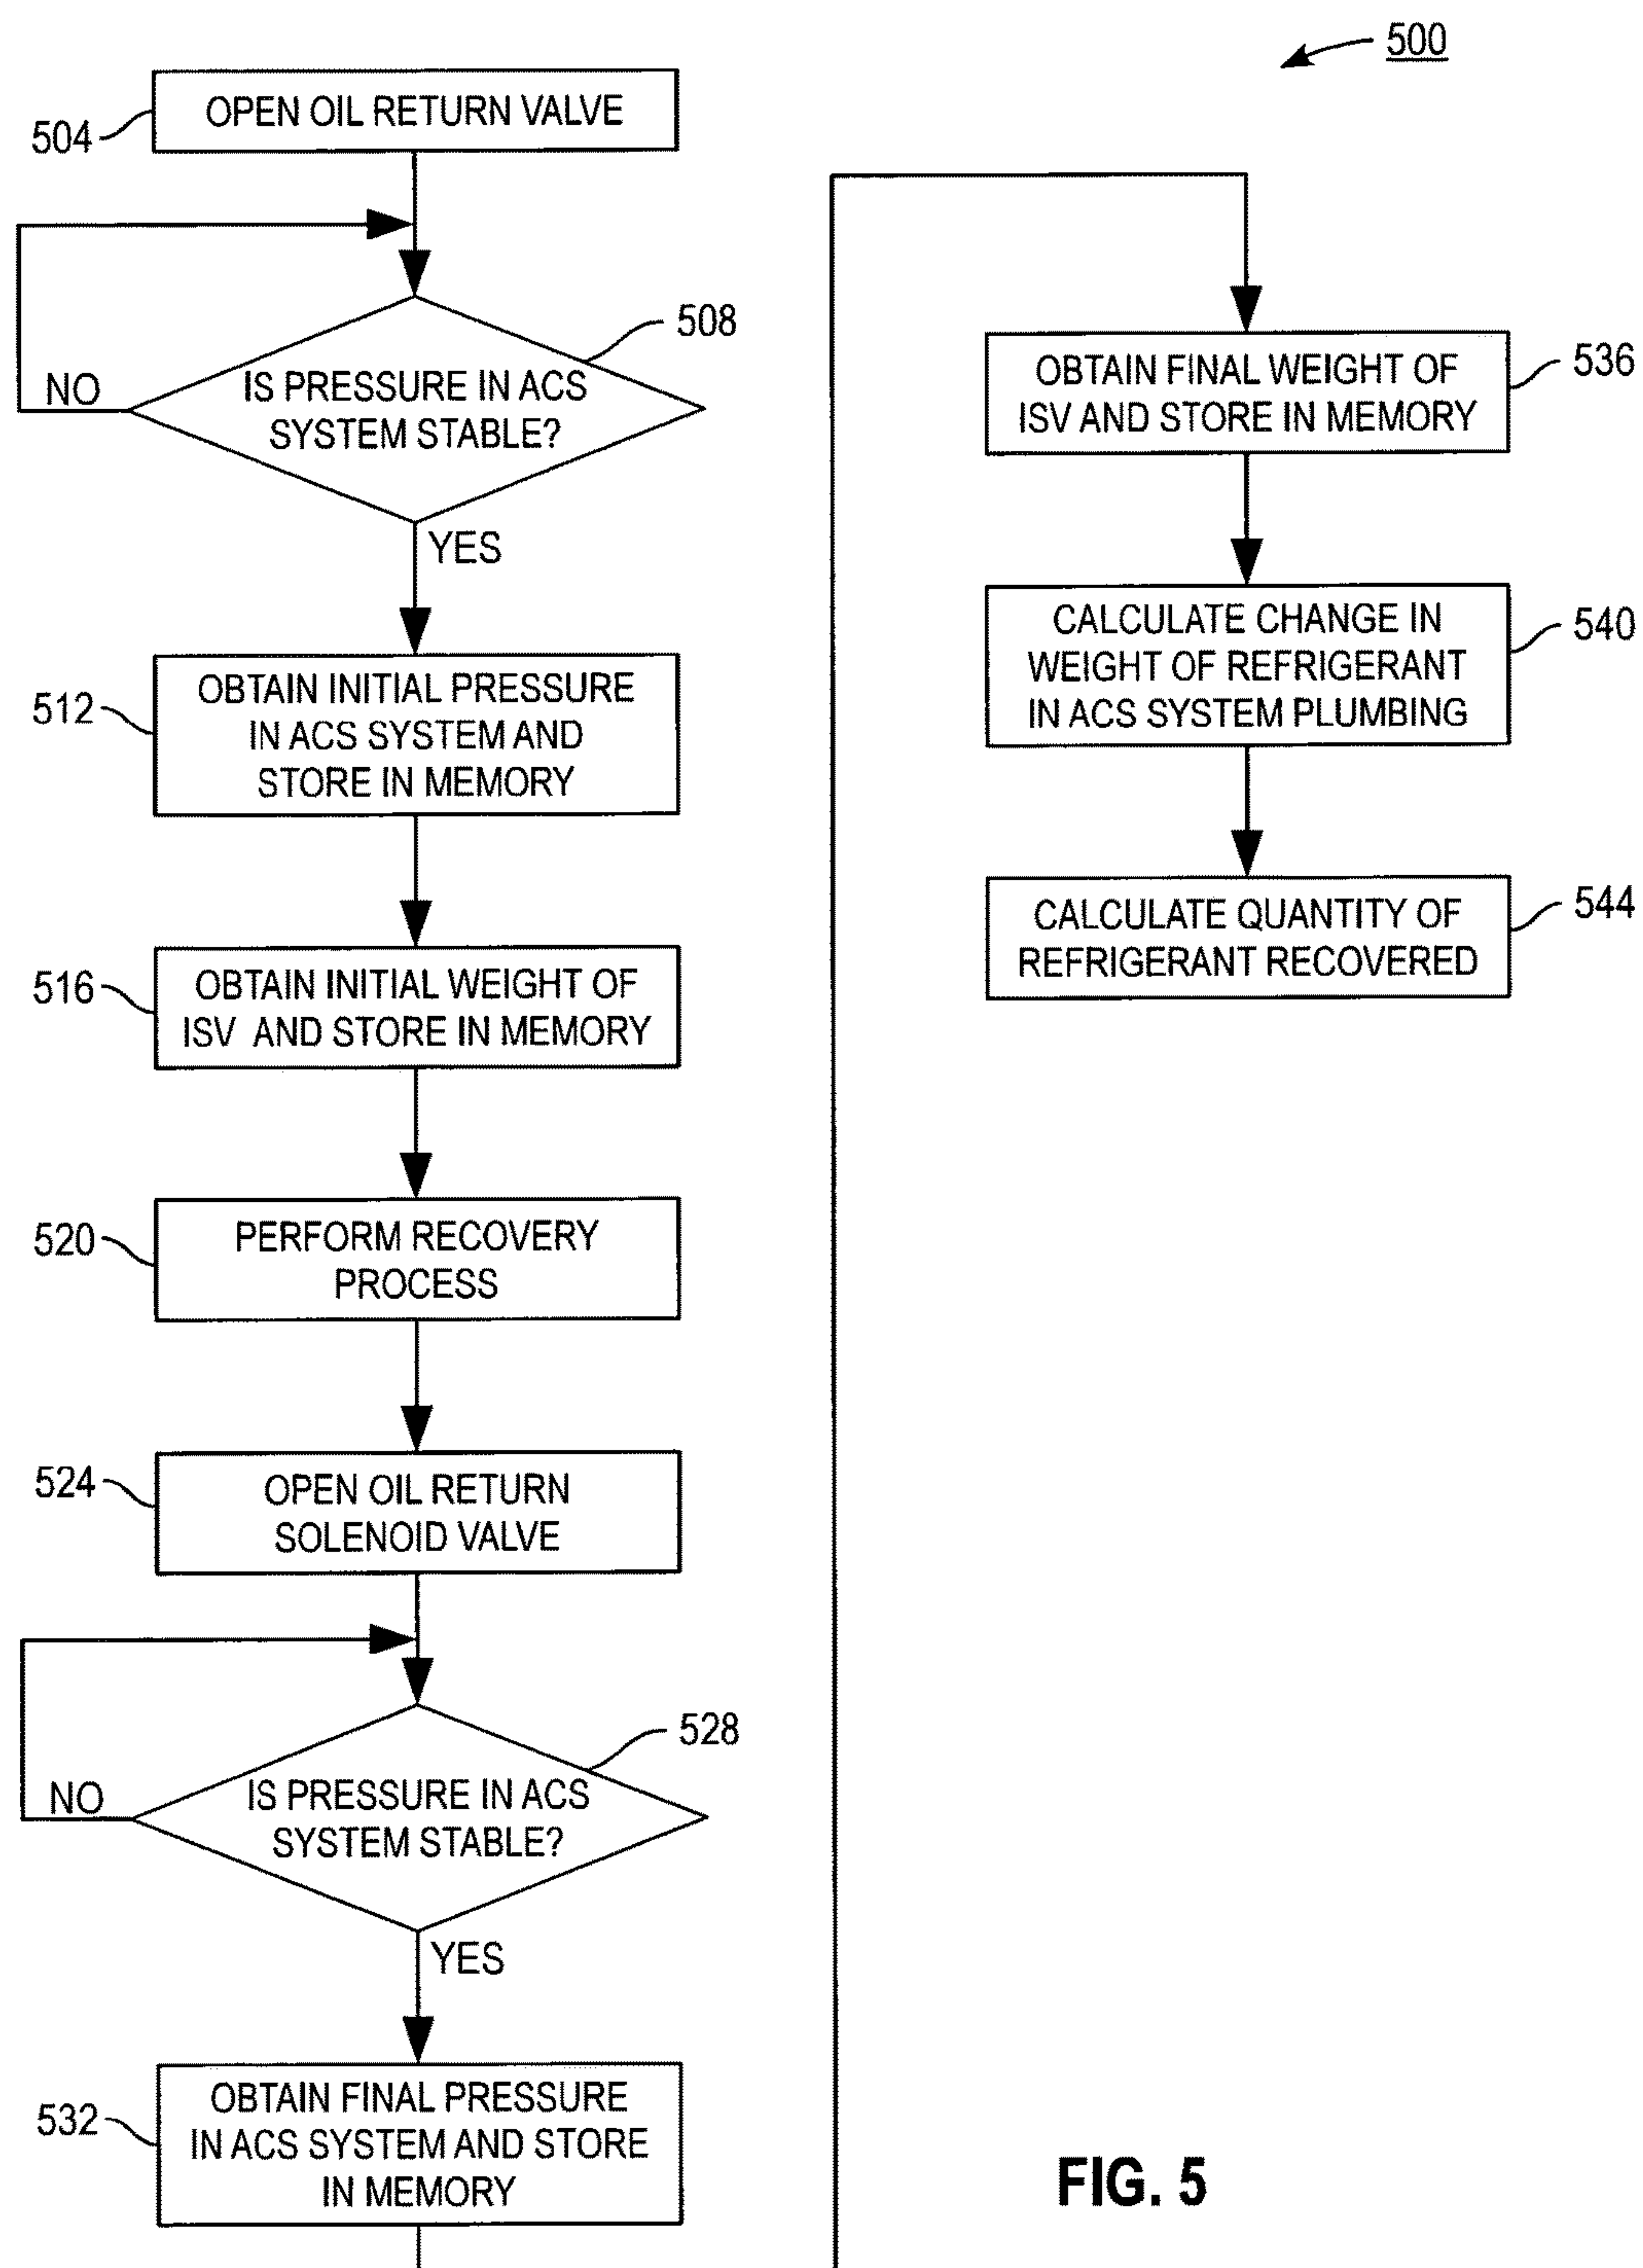 500
504
OPEN OIL RETURN VALVE
508
IS PRESSURE IN ACS
SYSTEM STABLE?
NO
YES
512
OBTAIN INITIAL PRESSURE
IN ACS SYSTEM AND
STORE IN MEMORY
516
OBTAIN INITIAL WEIGHT OF
ISV AND STORE IN MEMORY
520
PERFORM RECOVERY
PROCESS
524
OPEN OIL RETURN
SOLENOID VALVE
528
IS PRESSURE IN ACS
SYSTEM STABLE?
NO
YES
532
OBTAIN FINAL PRESSURE
IN ACS SYSTEM AND STORE
IN MEMORY
536
OBTAIN FINAL WEIGHT OF
ISV AND STORE IN MEMORY
540
CALCULATE CHANGE IN
WEIGHT OF REFRIGERANT
IN ACS SYSTEM PLUMBING
544
CALCULATE QUANTITY OF
REFRIGERANT RECOVERED
FIG. 5